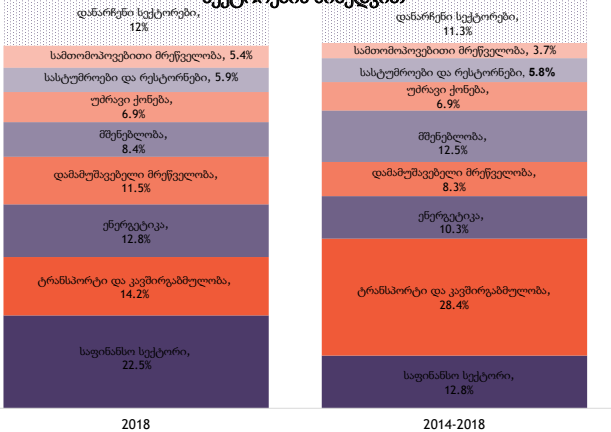 დანარჩენი სექტორები,
12%
სამთომოპოვებითი მრეწველობა, 5.4%
სასტუმროები და რესტორნები, 5.9%
უძრავი ქონება,
6.9%
მშენებლობა,
8.4%
დამამუშავებელი მრეწველობა,
11.5%
ენერგეტიკა,
12.8%
ტრანსპორტი და კავშირგაბმულობა,
14.2%
საფინანსო სექტორი,
22.5%
2018
დანარჩენი სექტორები,
11.3%
სამთომოპოვებითი მრეწველობა, 3.7%
სასტუმროები და რესტორნები, 5.8%
უძრავი ქონება,
6.9%
მშენებლობა,
12.5%
დამამუშავებელი მრეწველობა,
8.3%
ენერგეტიკა,
10.3%
ტრანსპორტი და კავშირგაბმულობა,
28.4%
საფინანსო სექტორი,
12.8%
2014-2018